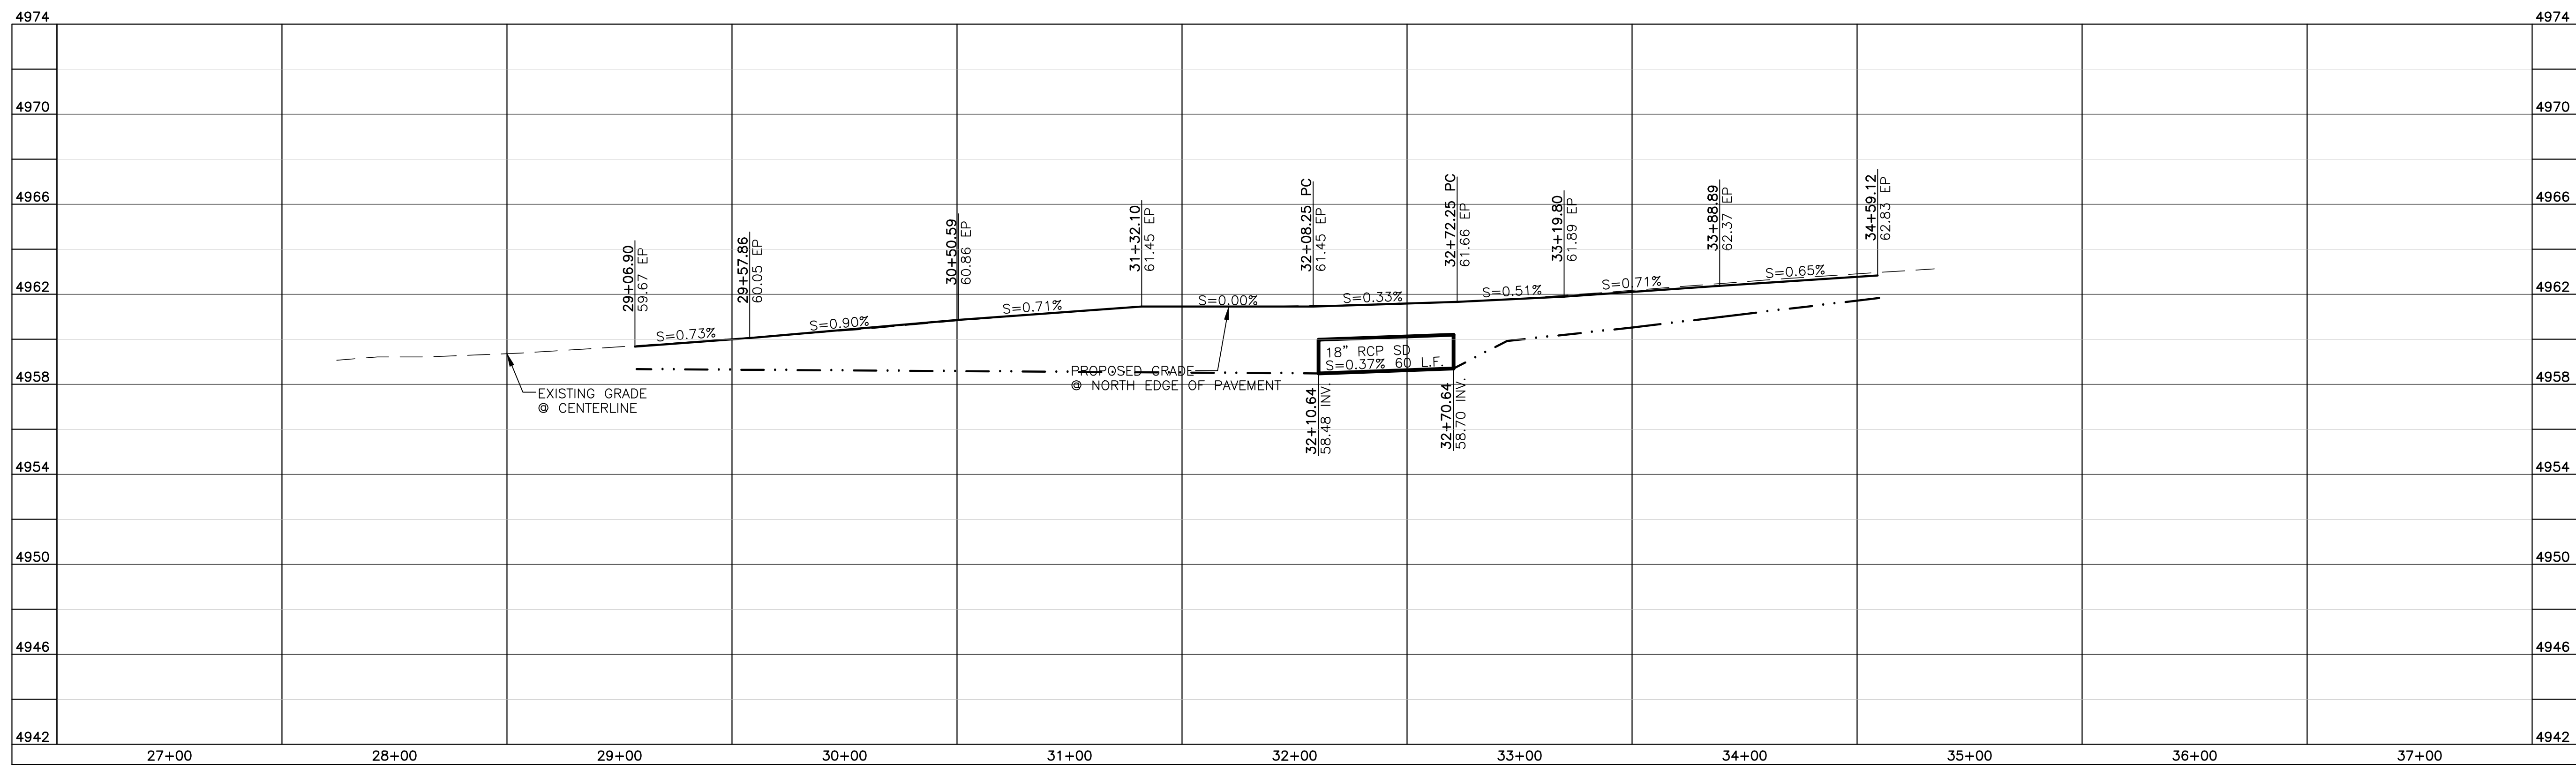 4974
4974
4970
4970
4966
4966
4962
4962
4958
4958
4954
4954
4950
4950
4946
4946
4942
4942
29+06.90
59.67 EP
29+57.86
60.05 EP
30+50.59
60.86 EP
31+32.10
61.45 EP
32+08.25 PC
61.45 EP
32+72.25 PC
61.66 EP
33+19.80
61.89 EP
33+88.89
62.37 EP
34+59.12
62.83 EP
S=0.73%
S=0.90%
S=0.71%
S=0.00%
S=0.33%
S=0.51%
S=0.71%
S=0.65%
EXISTING GRADE
@ CENTERLINE
PROPOSED GRADE
@ NORTH EDGE OF PAVEMENT
18" RCP SD
S=0.37% 60 L.F.
32+10.64
58.48 INV.
32+70.64
58.70 INV.
27+00
28+00
29+00
30+00
31+00
32+00
33+00
34+00
35+00
36+00
37+00